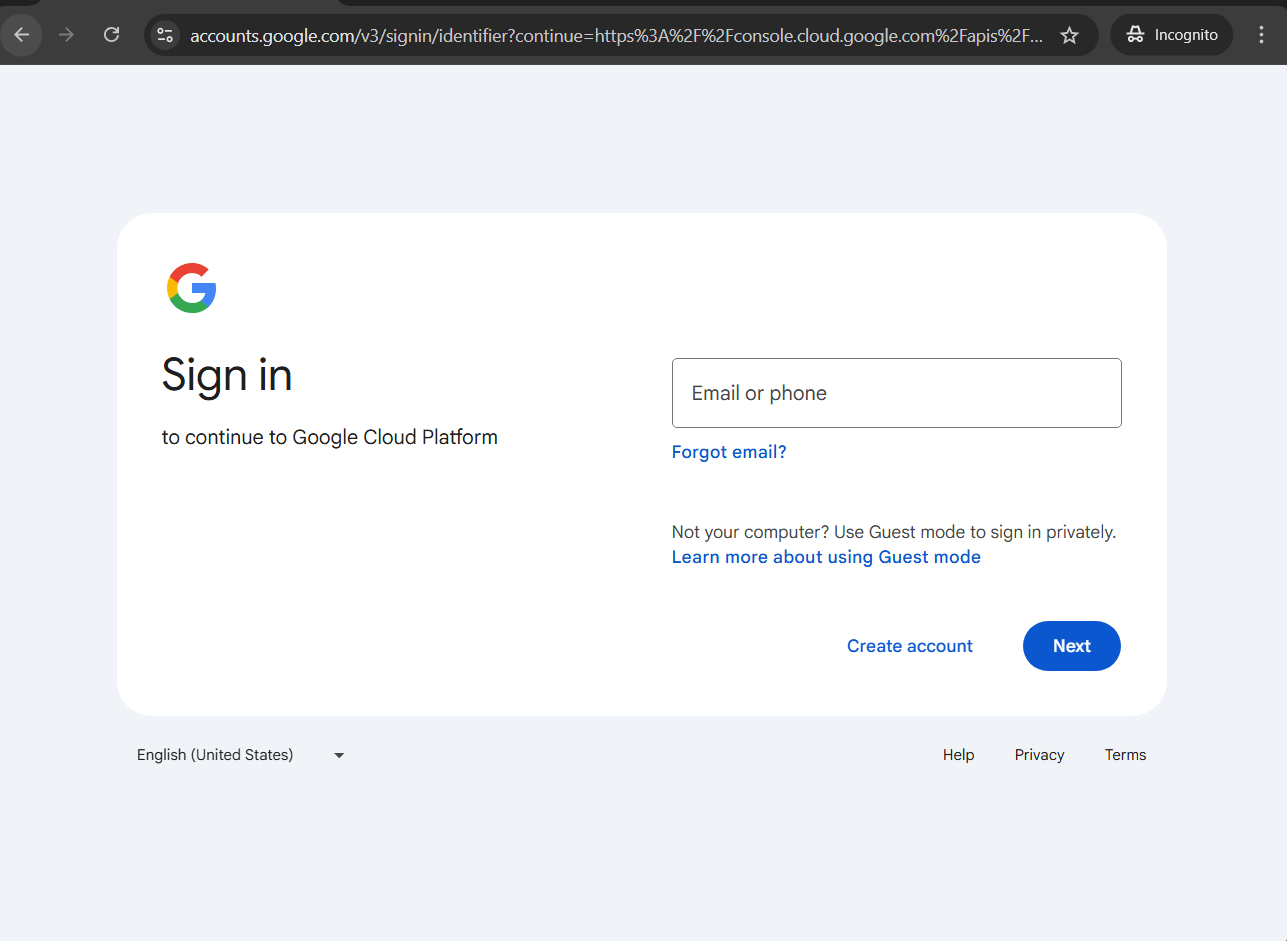 accounts.google.com/v3/signin/identifier?continue=https%3A%2F%2Fconsole.cloud.google.com%2Fapis%2F...
Incognito
Sign in
to continue to Google Cloud Platform
Email or phone
Forgot email?
Not your computer? Use Guest mode to sign in privately.
Learn more about using Guest mode
Create account
Next
English (United States)
Help
Privacy
Terms